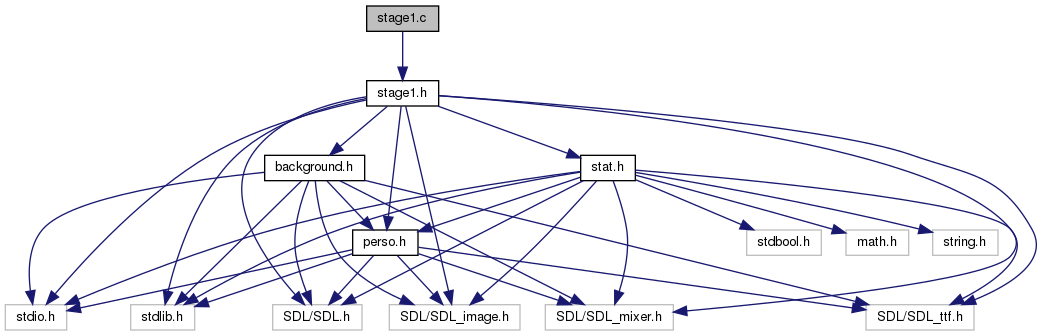 stage1.c
stage1.h
background.h
stat.h
perso.h
stdbool.h
math.h
string.h
stdio.h
stdlib.h
SDL/SDL.h
SDL/SDL_image.h
SDL/SDL_mixer.h
SDL/SDL_ttf.h